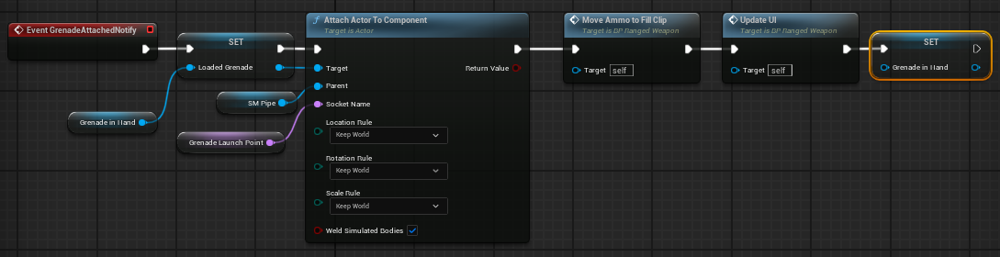 Event GrenadeAttachedNotify
SET
Loaded Grenade
Grenade in Hand
SM Pipe
Grenade Launch Point
Attach Actor To Component
Target is Actor
Target
Return Value
Parent
Socket Name
Location Rule
Keep World
Rotation Rule
Keep World
Scale Rule
Keep World
Weld Simulated Bodies
Move Ammo to Fill Clip
Target is BP Ranged Weapon
Target self
Update UI
Target is BP Ranged Weapon
Target self
SET
Grenade in Hand